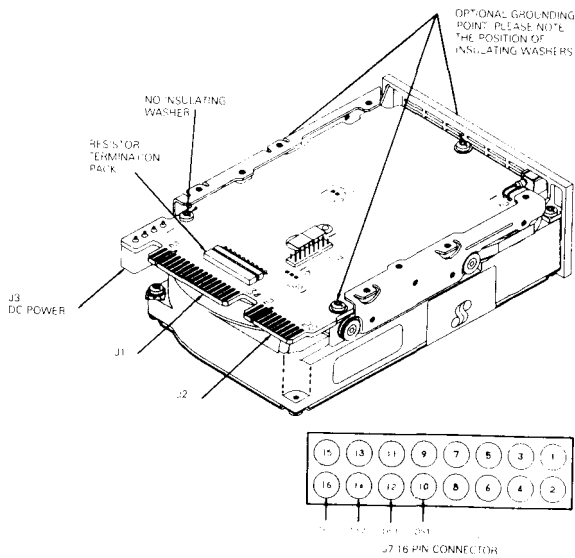 OPTIONAL GROUNDING
POINT. PLEASE NOTE
THE POSITION OF
INSULATING WASHERS
NO INSULATING
WASHER
RESISTOR
TERMINATION
PACK
J3
DC POWER
J1
J2
15 13 11 9 7 5 3 1
16 14 12 10 8 6 4 2
DS1
J7 16 PIN CONNECTOR